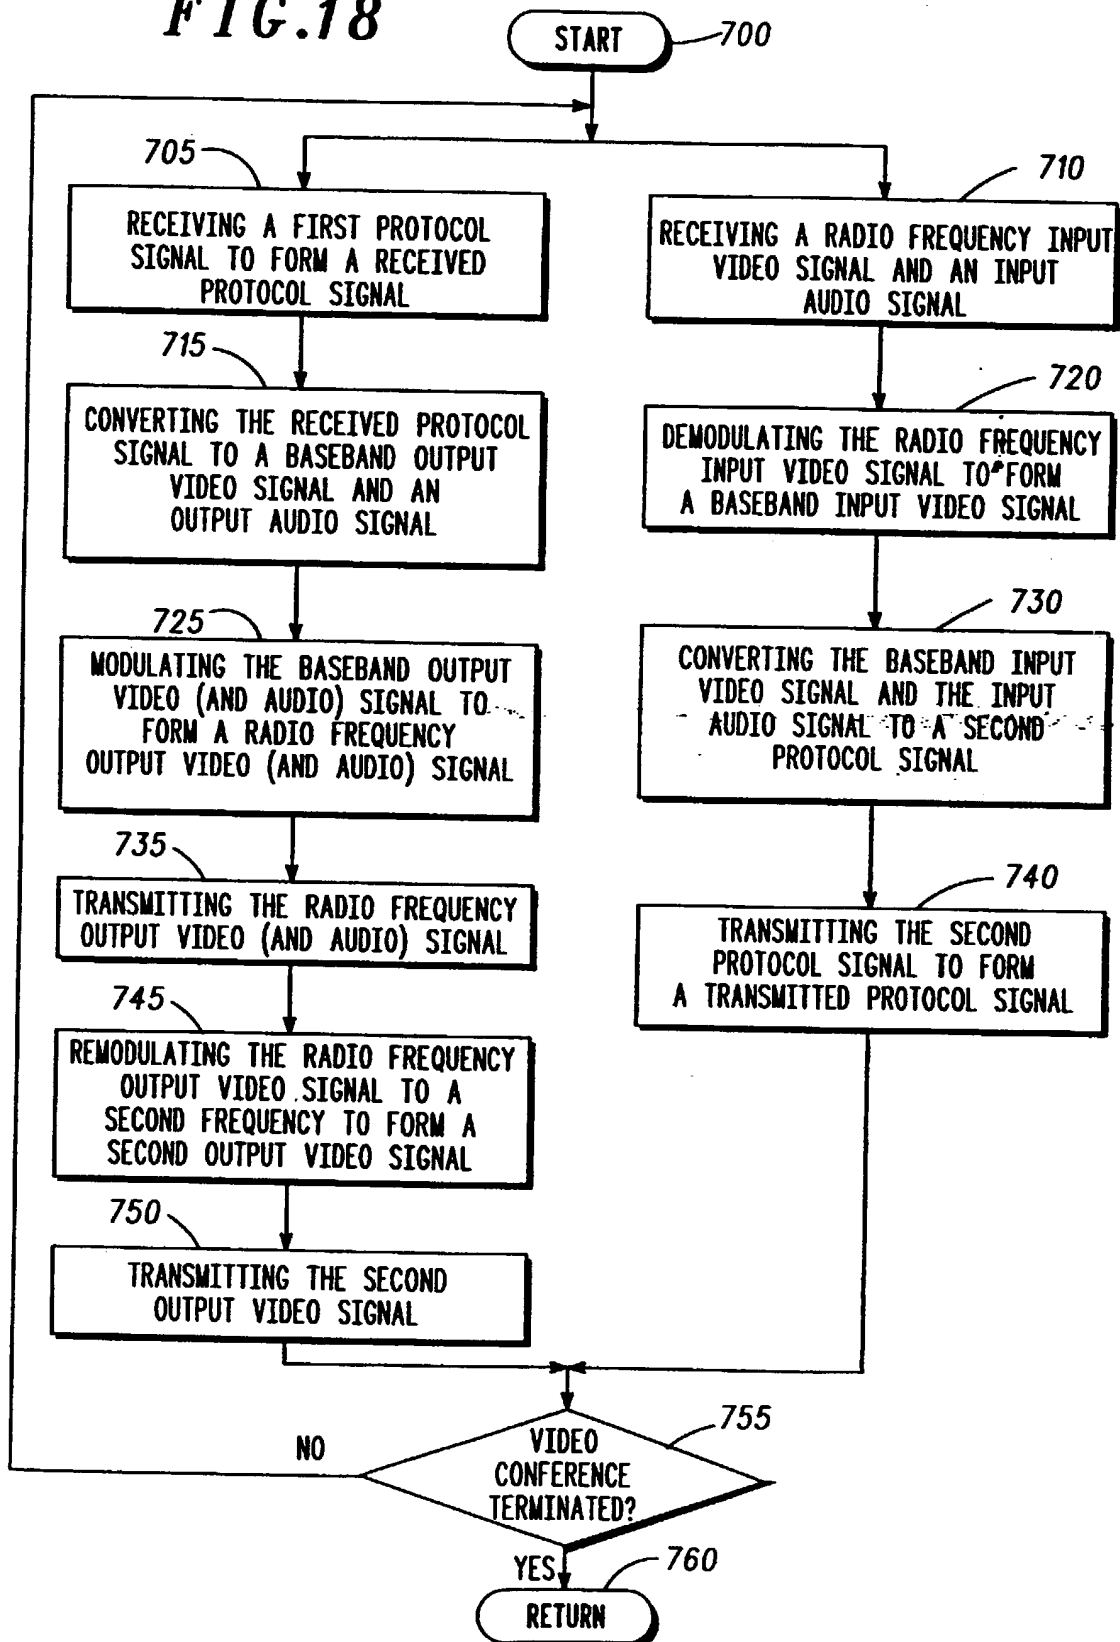 FIG.18
START
700
705
RECEIVING A FIRST PROTOCOL
SIGNAL TO FORM A RECEIVED
PROTOCOL SIGNAL
710
RECEIVING A RADIO FREQUENCY INPUT
VIDEO SIGNAL AND AN INPUT
AUDIO SIGNAL
715
CONVERTING THE RECEIVED PROTOCOL
SIGNAL TO A BASEBAND OUTPUT
VIDEO SIGNAL AND AN
OUTPUT AUDIO SIGNAL
720
DEMODULATING THE RADIO FREQUENCY
INPUT VIDEO SIGNAL TO FORM
A BASEBAND INPUT VIDEO SIGNAL
725
MODULATING THE BASEBAND OUTPUT
VIDEO (AND AUDIO) SIGNAL TO
FORM A RADIO FREQUENCY
OUTPUT VIDEO (AND AUDIO) SIGNAL
730
CONVERTING THE BASEBAND INPUT
VIDEO SIGNAL AND THE INPUT
AUDIO SIGNAL TO A SECOND
PROTOCOL SIGNAL
735
TRANSMITTING THE RADIO FREQUENCY
OUTPUT VIDEO (AND AUDIO) SIGNAL
740
TRANSMITTING THE SECOND
PROTOCOL SIGNAL TO FORM
A TRANSMITTED PROTOCOL SIGNAL
745
REMODULATING THE RADIO FREQUENCY
OUTPUT VIDEO SIGNAL TO A
SECOND FREQUENCY TO FORM A
SECOND OUTPUT VIDEO SIGNAL
750
TRANSMITTING THE SECOND
OUTPUT VIDEO SIGNAL
755
VIDEO
CONFERENCE
TERMINATED?
NO
YES
760
RETURN